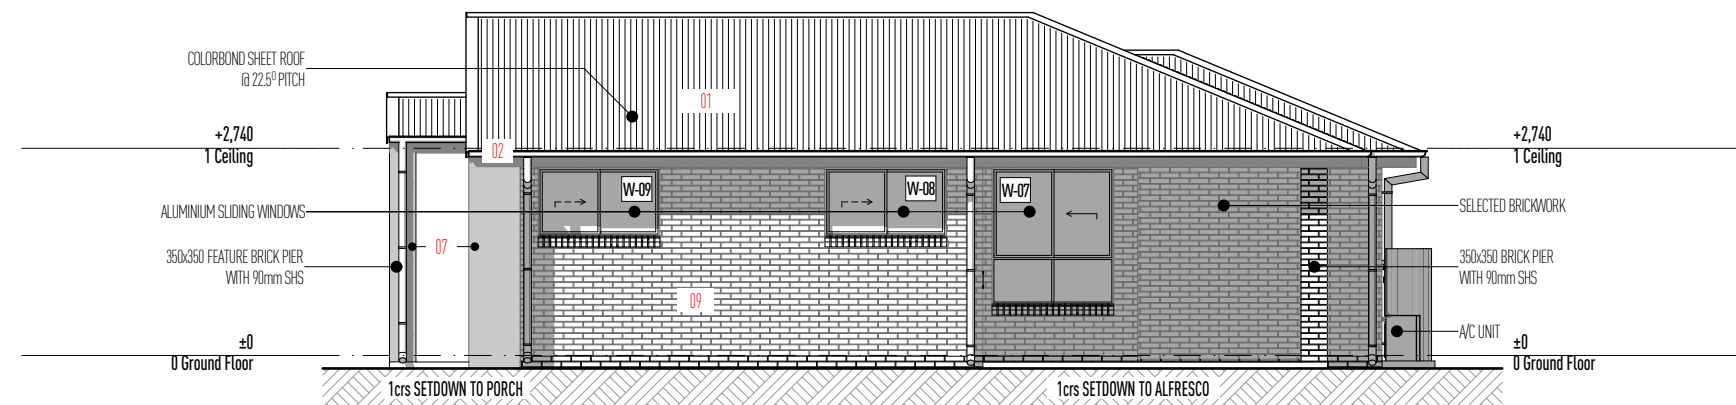 COLORBOND SHEET ROOF
@ 22.5⁰ PITCH
01
+2,740
1 Ceiling
+2,740
1 Ceiling
02
W-09
W-08
W-07
ALUMINIUM SLIDING WINDOWS
SELECTED BRICKWORK
07
350x350 FEATURE BRICK PIER
WITH 90mm SHS
350x350 BRICK PIER
WITH 90mm SHS
09
A/C UNIT
±0
0 Ground Floor
±0
0 Ground Floor
1crs SETDOWN TO PORCH
1crs SETDOWN TO ALFRESCO